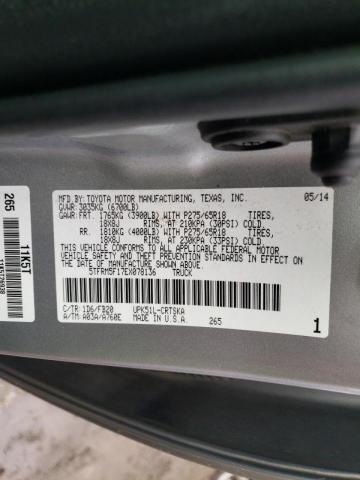 MFD.BY:TOYOTA MOTOR MANUFACTURING, TEXAS, INC. 05/14
GVWR:3035KG (6700LB)
GAWR:FRT. 1765KG (3900LB) WITH P275/65R18 TIRES,
18X8J RIMS, AT 210KPA (30PSI) COLD.
RR. 1810KG (4000LB) WITH P275/65R18 TIRES,
18X8J RIMS, AT 230KPA (33PSI) COLD.
THIS VEHICLE CONFORMS TO ALL APPLICABLE
FEDERAL MOTOR VEHICLE SAFETY AND
THEFT PREVENTION STANDARDS IN EFFECT ON
THE DATE OF MANUFACTURE SHOWN ABOVE.
5TFRM5F17EX078136 TRUCK
C/TR:1D6/FB20 UPK51L-CRTSKA
A/TM:A03A/A760E MADE IN U.S.A. 265 1
265
11K5T